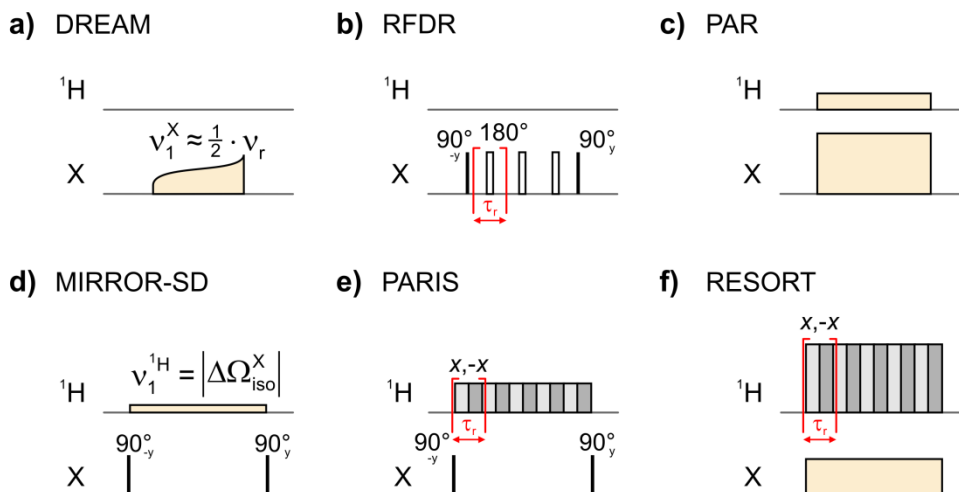 a) DREAM
¹H
ν₁ˣ ≈ ½ · νᵣ
X
b) RFDR
¹H
90°₋y 180° 90°y
X
τᵣ
c) PAR
¹H
X
d) MIRROR-SD
¹H
ν₁^¹H = |ΔΩ_iso^X|
90°₋y 90°y
X
e) PARIS
x,-x
¹H
τᵣ
90°₋y 90°y
X
f) RESORT
x,-x
¹H
τᵣ
X